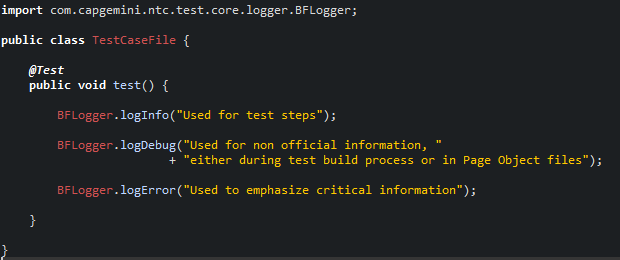 import com.capgemini.ntc.test.core.logger.BFLogger;
public class TestCaseFile {
@Test
public void test() {
BFLogger.logInfo("Used for test steps");
BFLogger.logDebug("Used for non official information, "
+ "either during test build process or in Page Object files");
BFLogger.logError("Used to emphasize critical information");
}
}